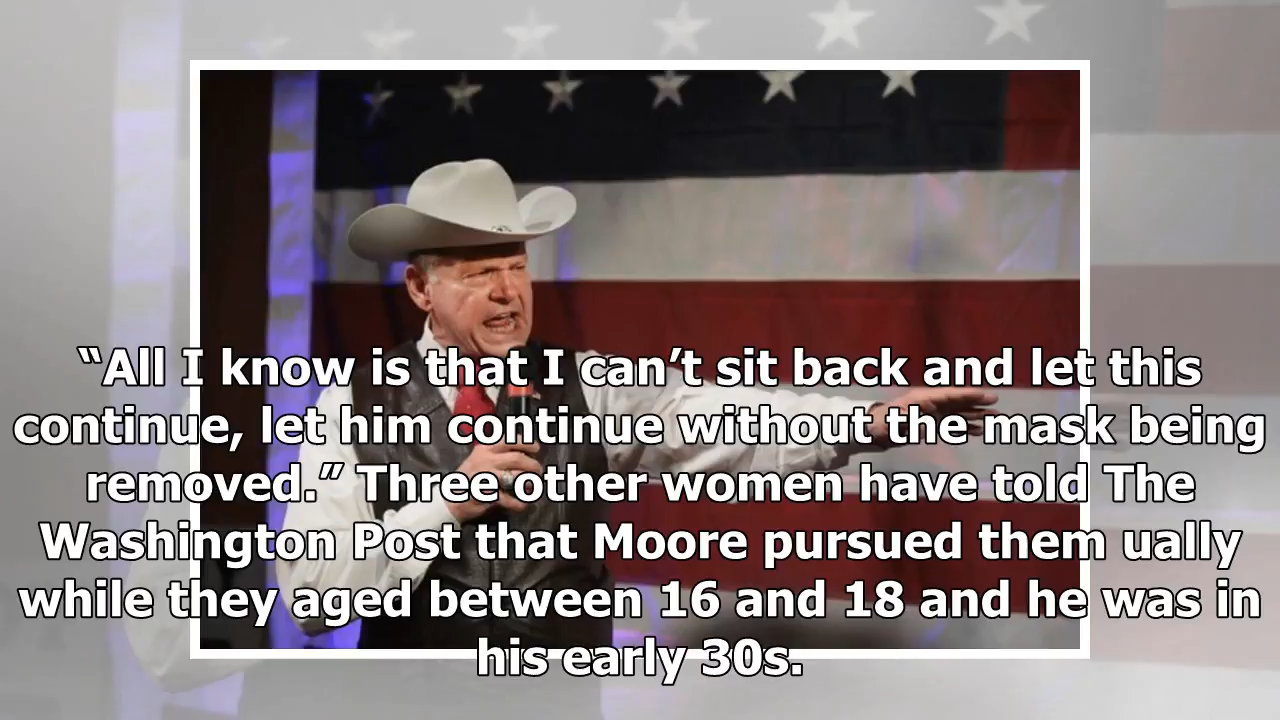 “All I know is that I can’t sit back and let this
continue, let him continue without the mask being
removed.” Three other women have told The
Washington Post that Moore pursued them ually
while they aged between 16 and 18 and he was in
his early 30s.